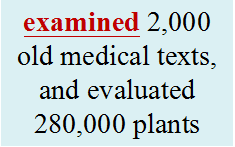 examined 2,000
old medical texts,
and evaluated
280,000 plants